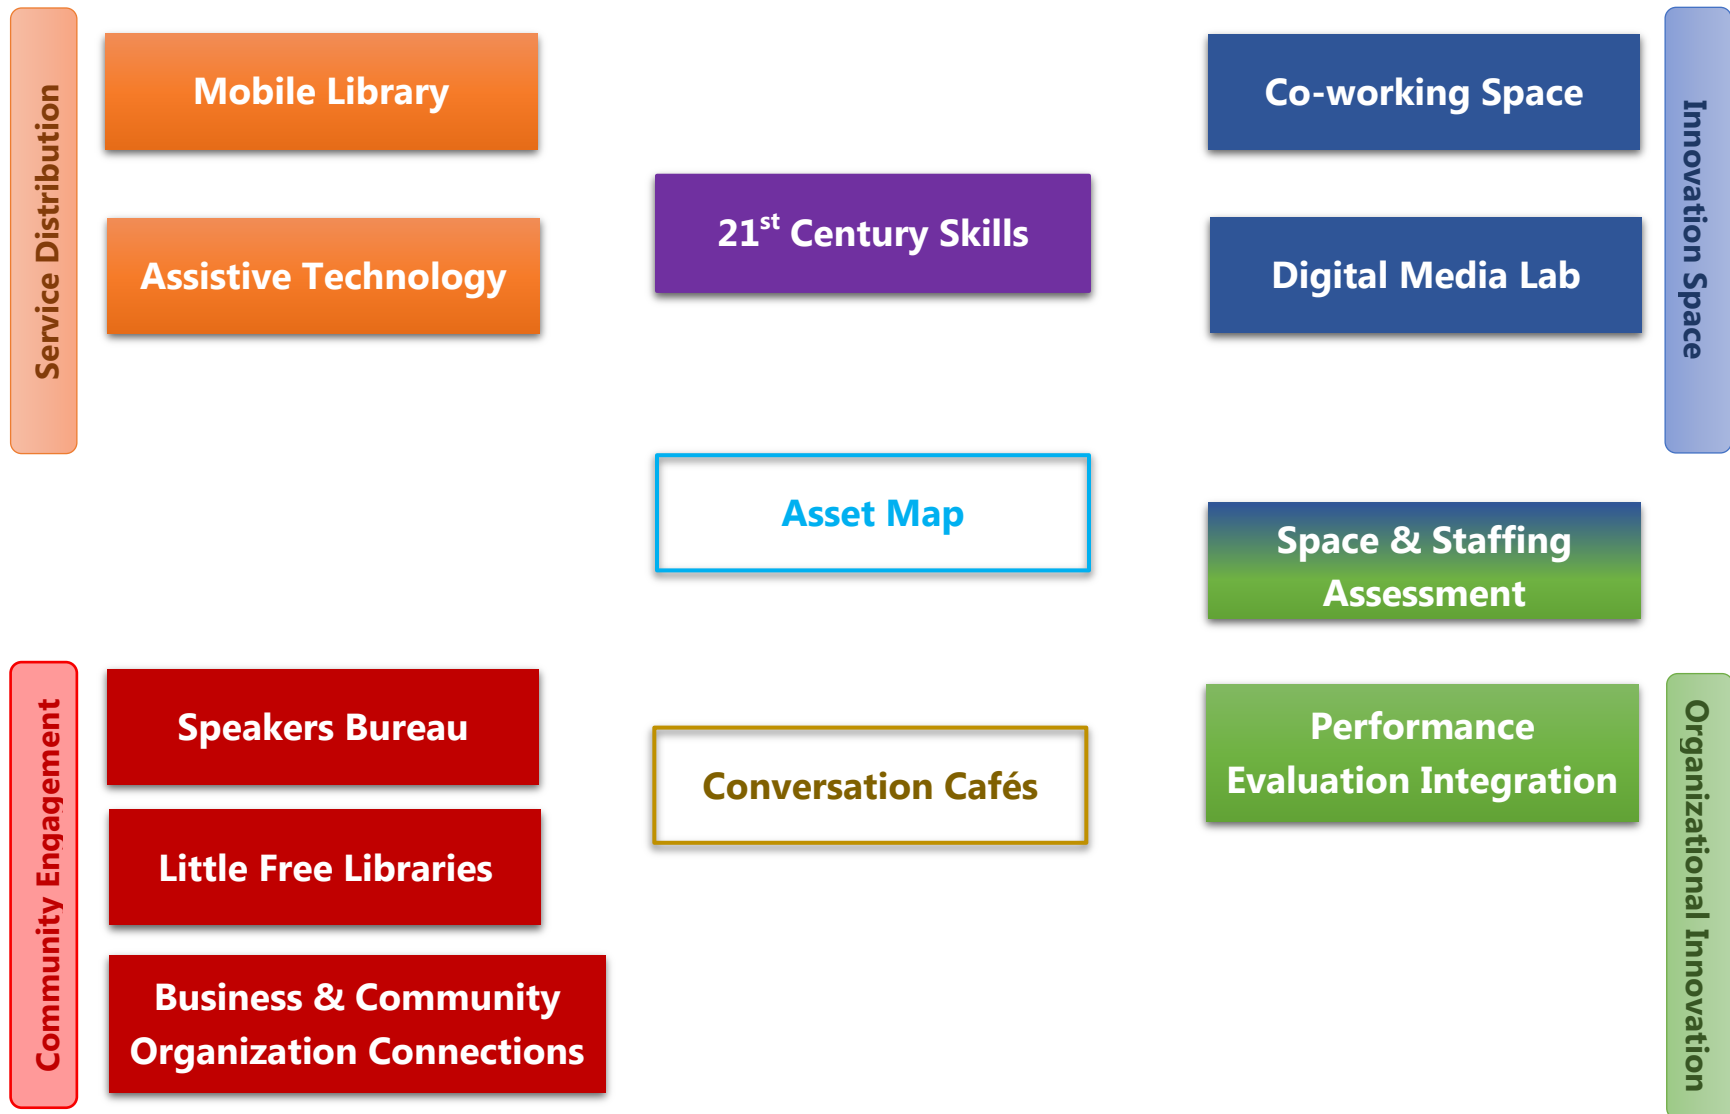 Service Distribution
Mobile Library
Assistive Technology
21st Century Skills
Co-working Space
Digital Media Lab
Innovation Space
Asset Map
Space & Staffing
Assessment
Community Engagement
Speakers Bureau
Little Free Libraries
Business & Community
Organization Connections
Conversation Cafés
Performance
Evaluation Integration
Organizational Innovation